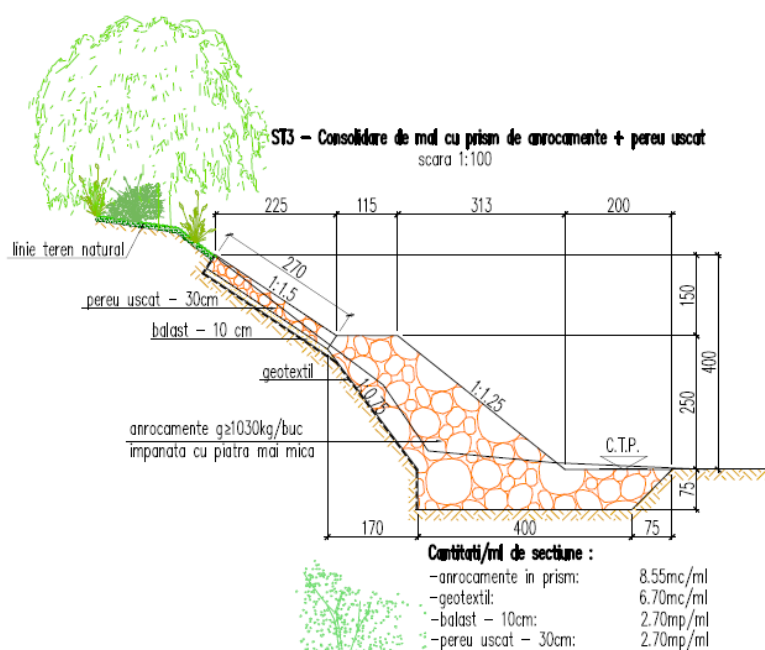 ST3 - Consolidare de mal cu prism de anrocamente + pereu uscat
scara 1:100
225
115
313
200
linie teren natural
270
1:1.5
pereu uscat - 30cm
balast - 10 cm
geotextil
1:0.75
1:1.25
150
400
250
75
anrocamente g≥1030kg/buc
impanata cu piatra mai mica
C.T.P.
170
400
75
Cantitati/ml de sectiune :
-anrocamente in prism: 8.55mc/ml
-geotextil: 6.70mc/ml
-balast - 10cm: 2.70mp/ml
-pereu uscat - 30cm: 2.70mp/ml